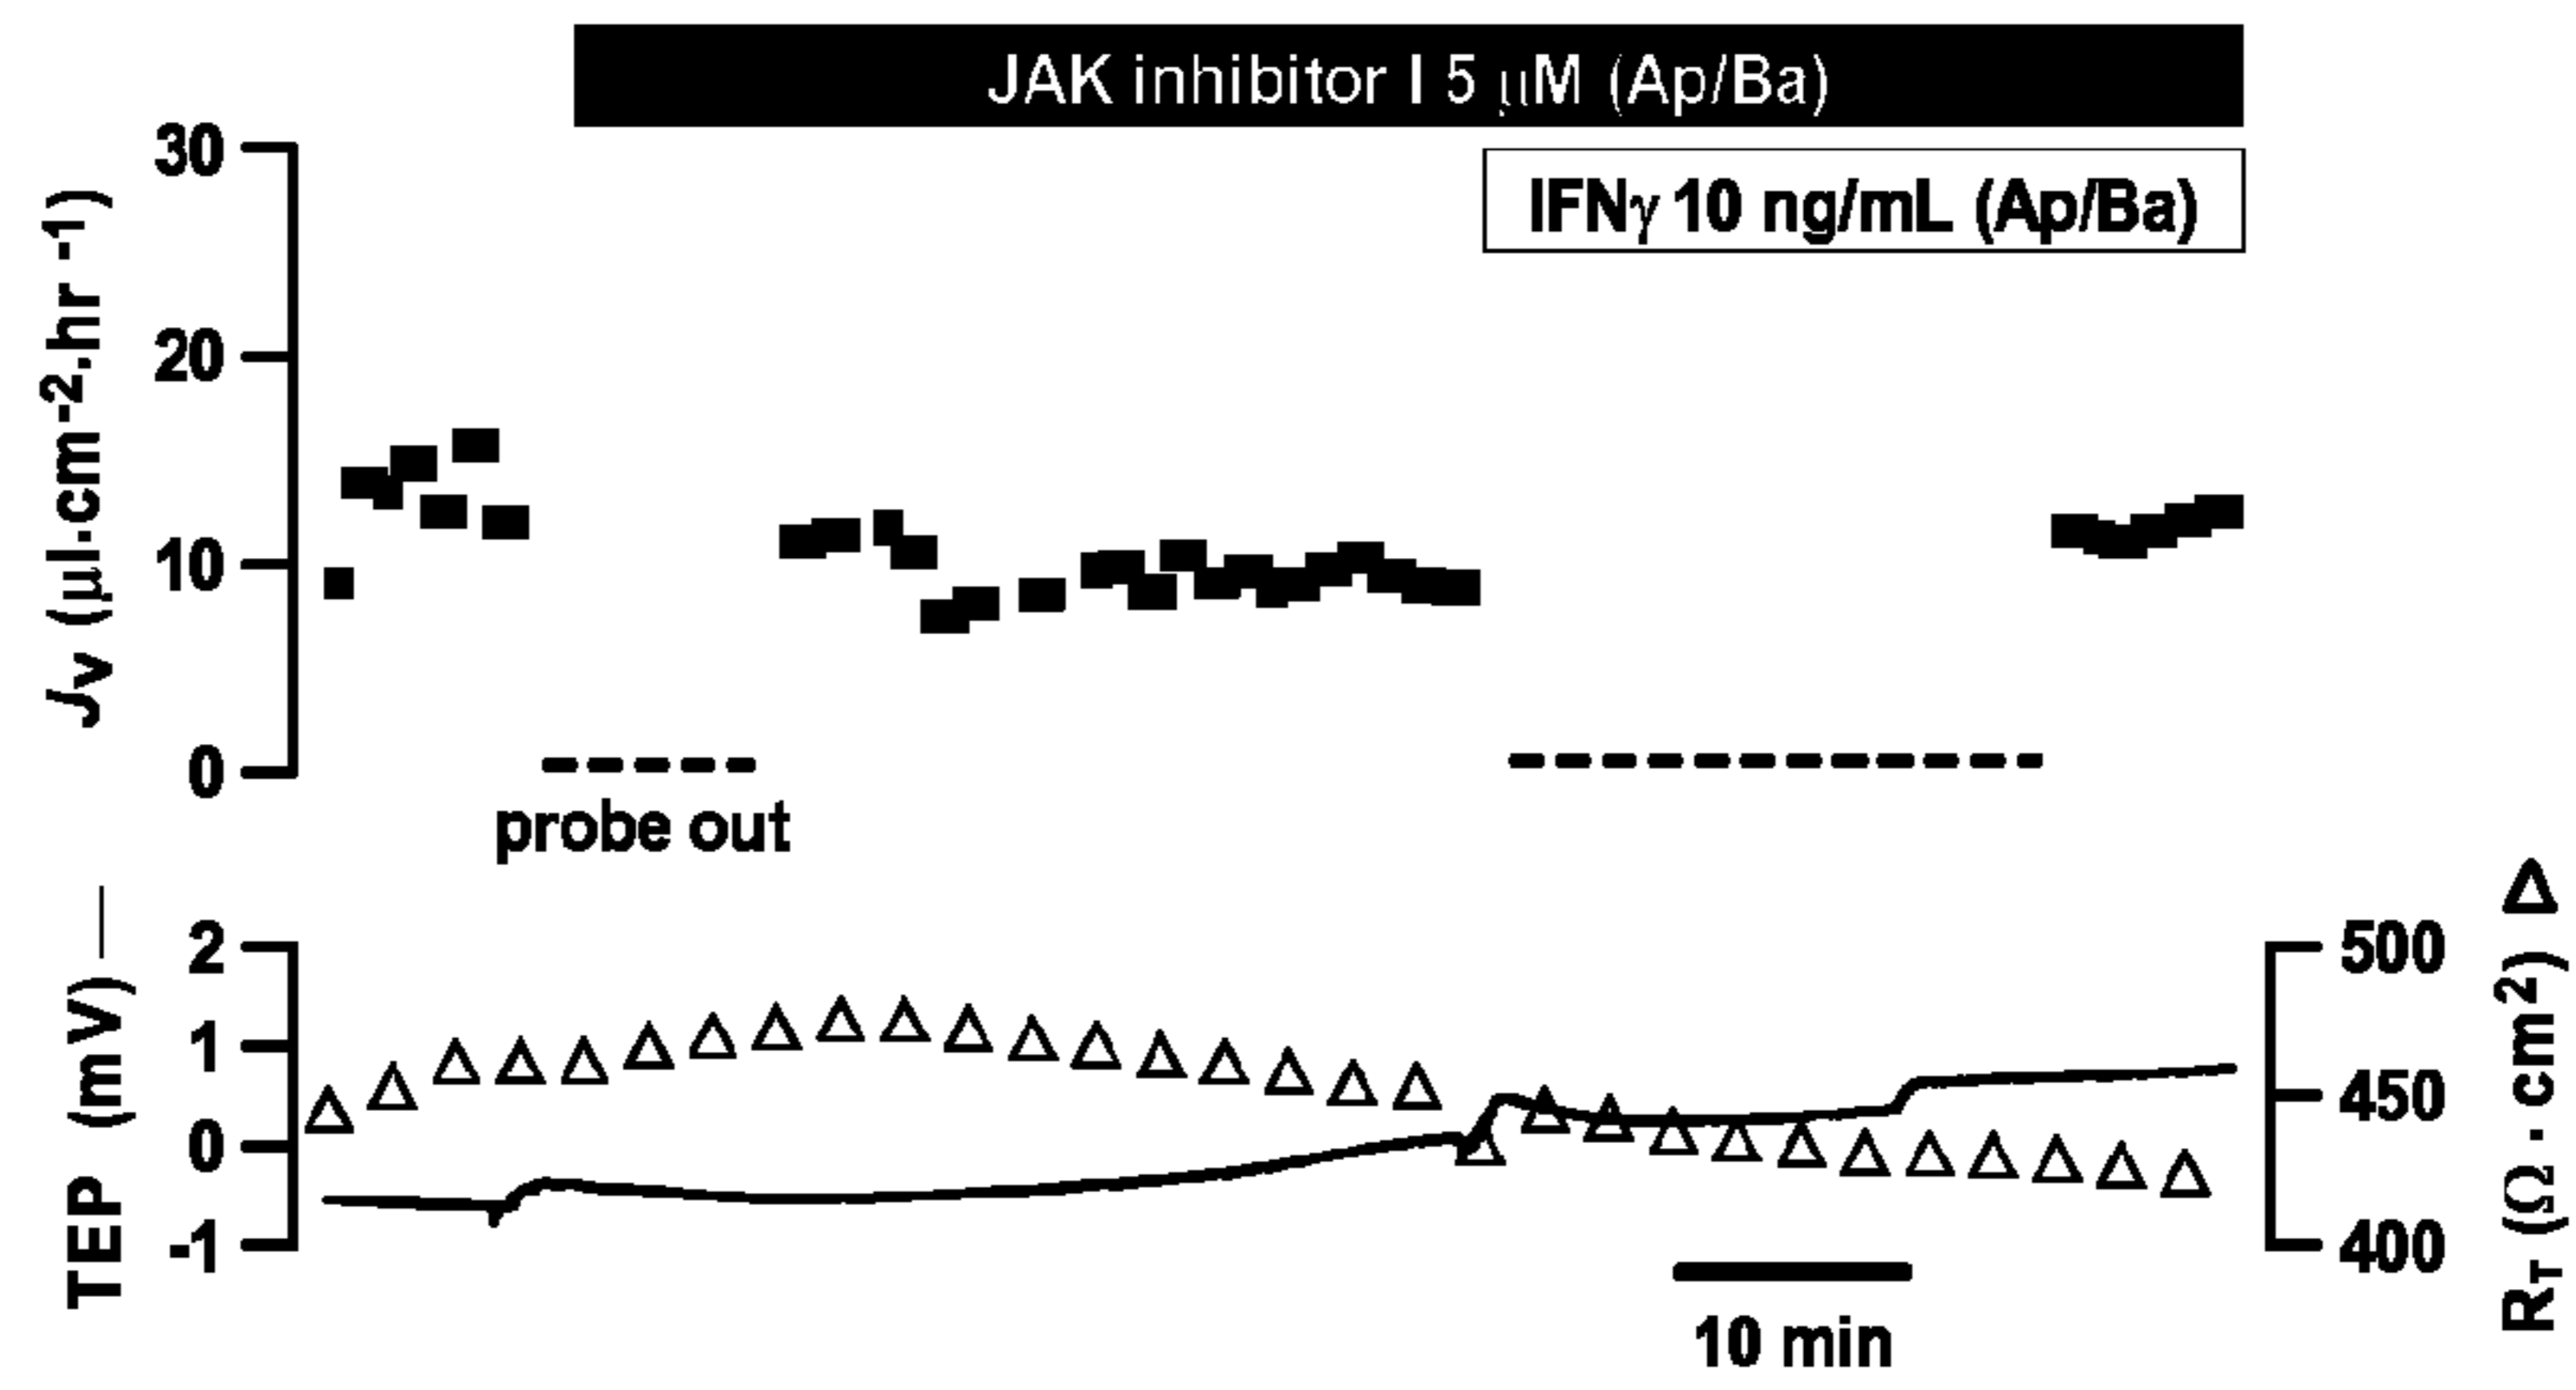 JAK inhibitor I 5 μM (Ap/Ba)
IFNγ 10 ng/mL (Ap/Ba)
Jv (μl·cm-2·hr -1)
30
20
10
0
probe out
TEP (mV) —
2
1
0
-1
500
450
400
RT (Ω · cm2) Δ
10 min